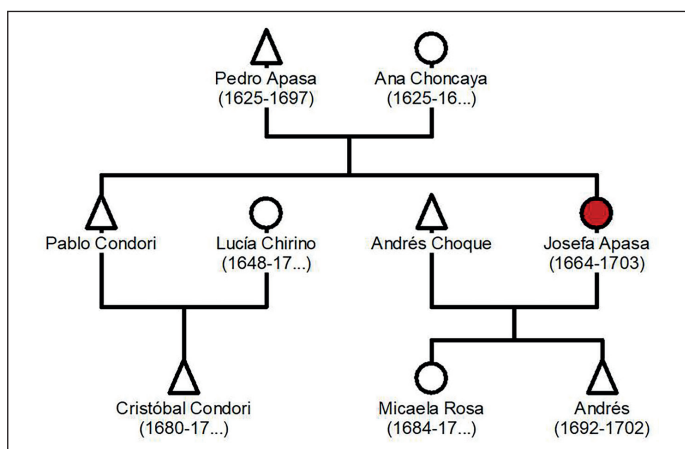 Pedro Apasa
(1625-1697)
Ana Choncaya
(1625-16...)
Pablo Condori
Lucía Chirino
(1648-17...)
Andrés Choque
Josefa Apasa
(1664-1703)
Cristóbal Condori
(1680-17...)
Micaela Rosa
(1684-17...)
Andrés
(1692-1702)